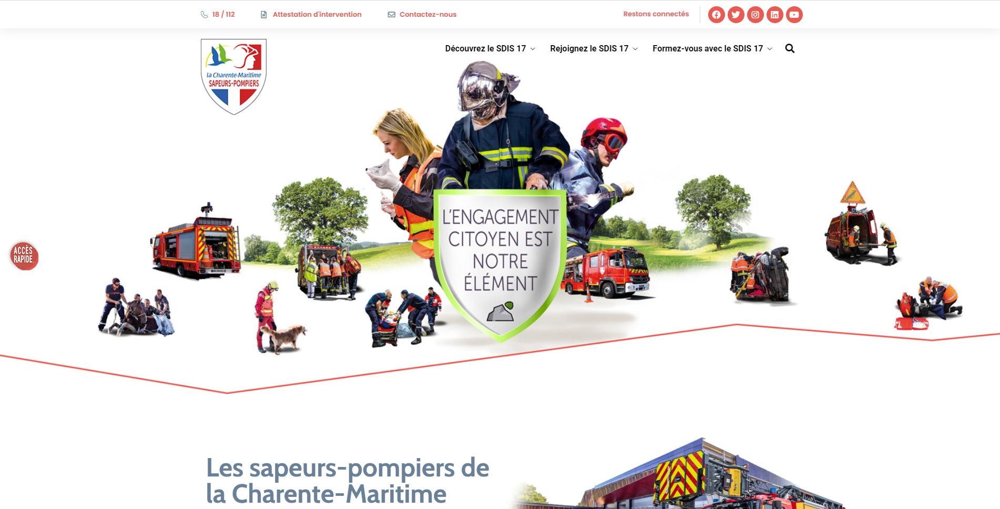 18 / 112
Attestation d'intervention
Contactez-nous
Restons connectés
la Charente-Maritime
SAPEURS-POMPIERS
Découvrez le SDIS 17
Rejoignez le SDIS 17
Formez-vous avec le SDIS 17
L'ENGAGEMENT
CITOYEN EST
NOTRE
ÉLÉMENT
ACCÈS
RAPIDE
Les sapeurs-pompiers de
la Charente-Maritime